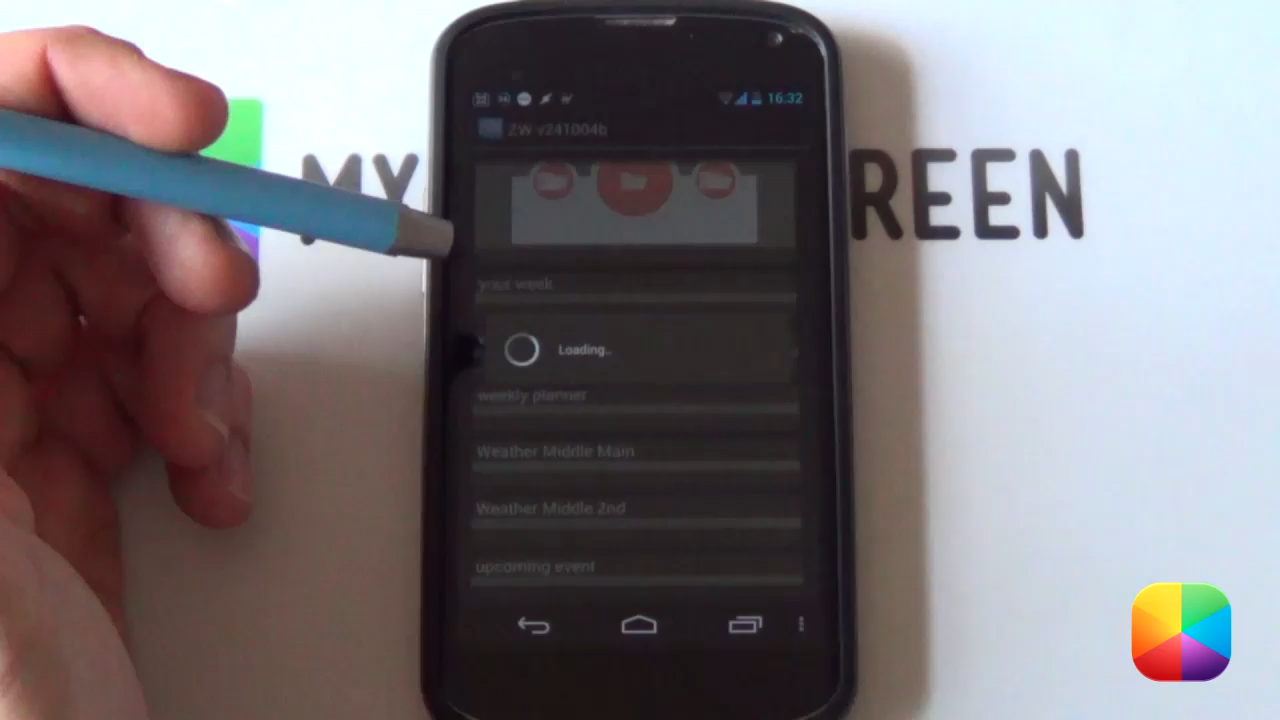 16:32
ZW v241004b
MY REEN
your week
Loading..
weekly planner
Weather Middle Main
Weather Middle 2nd
upcoming event